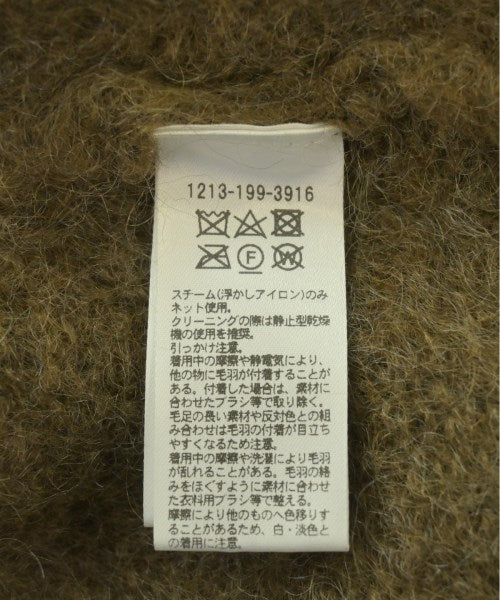 1213-199-3916
F W
スチーム(浮かしアイロン)のみ
ネット使用。
クリーニングの際は静止型乾燥
機の使用を推奨。
引っかけ注意。
着用中の摩擦や静電気により、
他の物に毛羽が付着することが
ある。付着した場合は、素材に
合わせたブラシ等で取り除く。
毛足の長い素材や反対色との組
み合わせは毛羽の付着が目立ち
やすくなるため注意。
着用中の摩擦や洗濯により毛羽
が乱れることがある。毛羽の絡
みをほぐすように素材に合わせ
た衣料用ブラシ等で整える。
摩擦により他のものへ色移りす
ることがあるため、白・淡色と
の着用に注意。